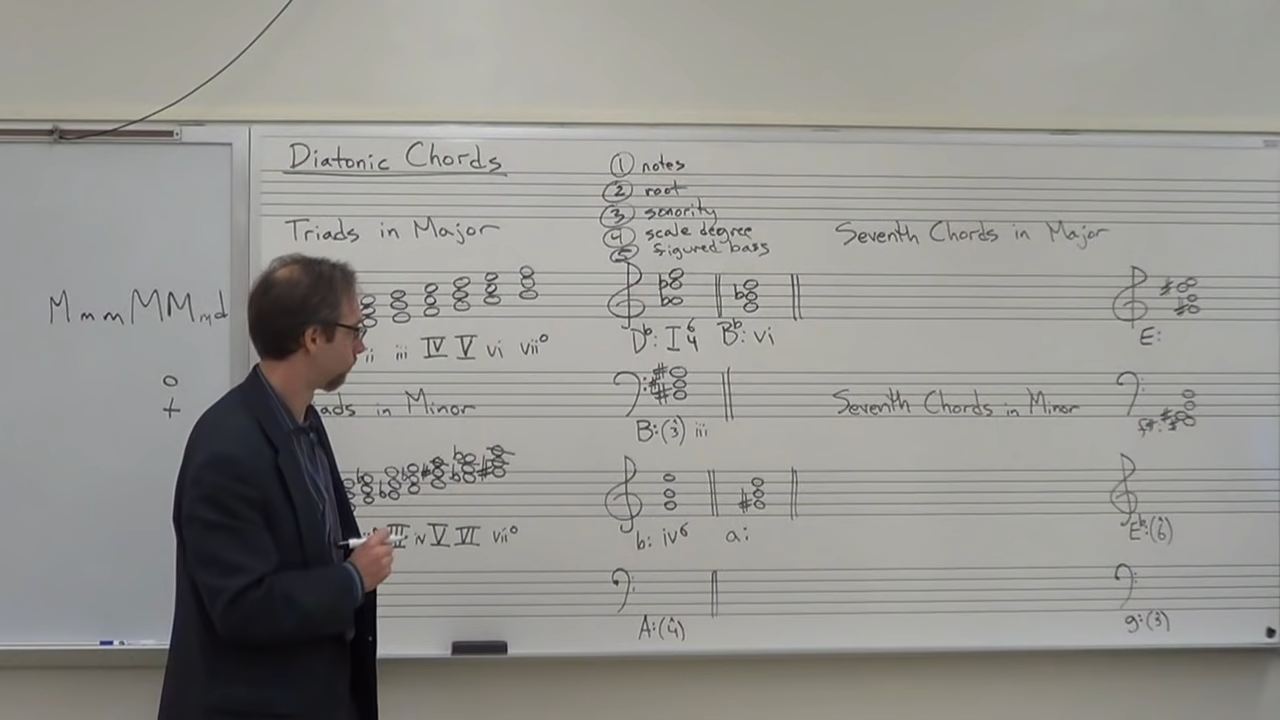 Diatonic Chords
① notes
② root
③ sonority
④ scale degree
⑤ figured bass
Triads in Major
Seventh Chords in Major
M m m M M m d
ii iii IV V vi vii°
D♭: I 6 4 B♭: vi
E:
o
+
in Minor
B: (3̂) iii
Seventh Chords in Minor
f#:
III iv V VI vii°
b: iv⁶ a:
E♭: (6̂)
A: (4̂)
g: (3̂)